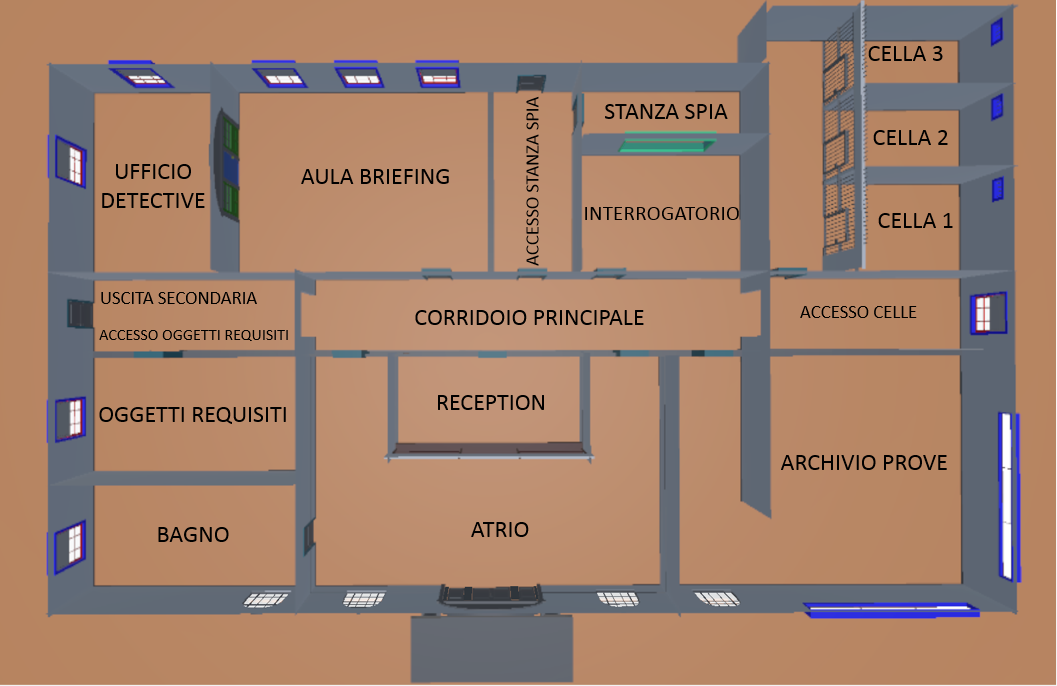 CELLA 3
STANZA SPIA
CELLA 2
UFFICIO
DETECTIVE
AULA BRIEFING
ACCESSO STANZA SPIA
INTERROGATORIO
CELLA 1
USCITA SECONDARIA
ACCESSO OGGETTI REQUISITI
CORRIDOIO PRINCIPALE
ACCESSO CELLE
OGGETTI REQUISITI
RECEPTION
ARCHIVIO PROVE
BAGNO
ATRIO